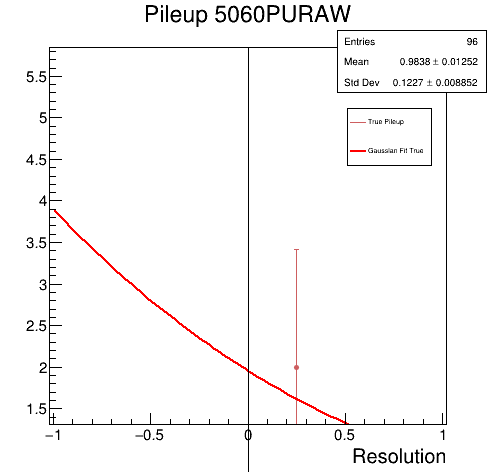 Pileup 5060PURAW
Entries 96
Mean 0.9838 ± 0.01252
Std Dev 0.1227 ± 0.008852
True Pileup
Gaussian Fit True
5.5
5
4.5
4
3.5
3
2.5
2
1.5
−1 −0.5 0 0.5 1
Resolution